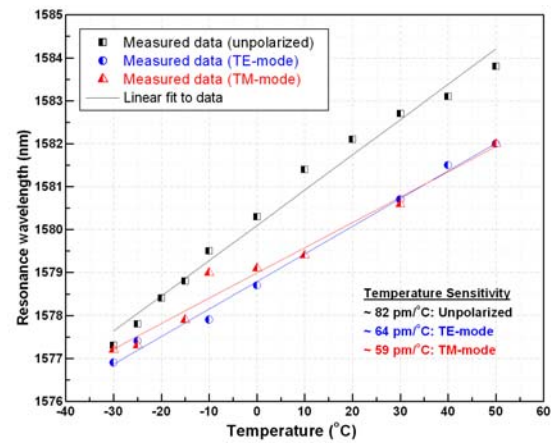 1585
1584
1583
1582
1581
1580
1579
1578
1577
1576
Resonance wavelength (nm)
Measured data (unpolarized)
Measured data (TE-mode)
Measured data (TM-mode)
Linear fit to data
Temperature Sensitivity
~ 82 pm/°C: Unpolarized
~ 64 pm/°C: TE-mode
~ 59 pm/°C: TM-mode
-40 -30 -20 -10 0 10 20 30 40 50 60
Temperature (°C)